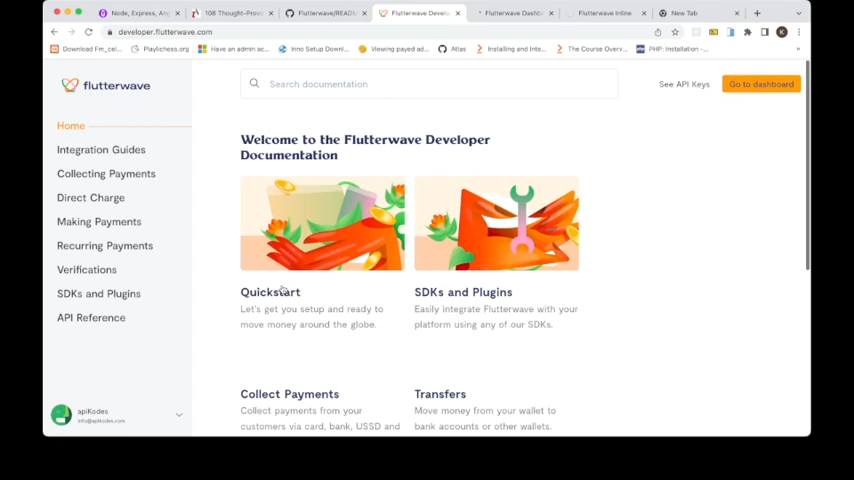 Node, Express, Ang
108 Thought-Provo
Flutterwave/READM
Flutterwave Develo
Flutterwave Dashb
Flutterwave Inline
New Tab
developer.flutterwave.com
K
Download Fm_cel...
Playlichess.org
Have an admin ac...
Inno Setup Downl...
Viewing payed ad...
Atlas
Installing and Inte...
The Course Overv...
PHP: Installation -...
flutterwave
Search documentation
See API Keys
Go to dashboard
Home
Integration Guides
Collecting Payments
Direct Charge
Making Payments
Recurring Payments
Verifications
SDKs and Plugins
API Reference
apiKodes
info@apikodes.com
Welcome to the Flutterwave Developer
Documentation
Quickstart
Let's get you setup and ready to
move money around the globe.
SDKs and Plugins
Easily integrate Flutterwave with your
platform using any of our SDKs.
Collect Payments
Collect payments from your
customers via card, bank, USSD and
Transfers
Move money from your wallet to
bank accounts or other wallets.